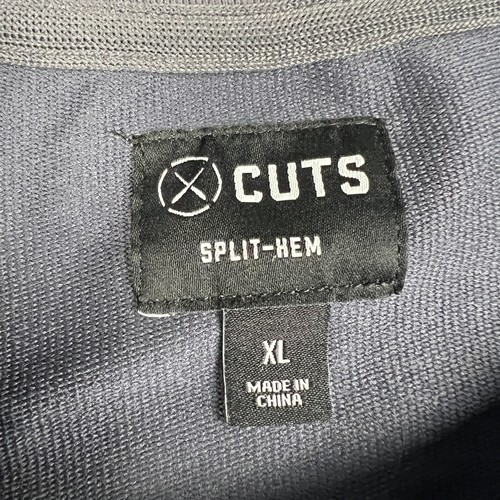 CUTS
SPLIT-HEM
XL
MADE IN
CHINA